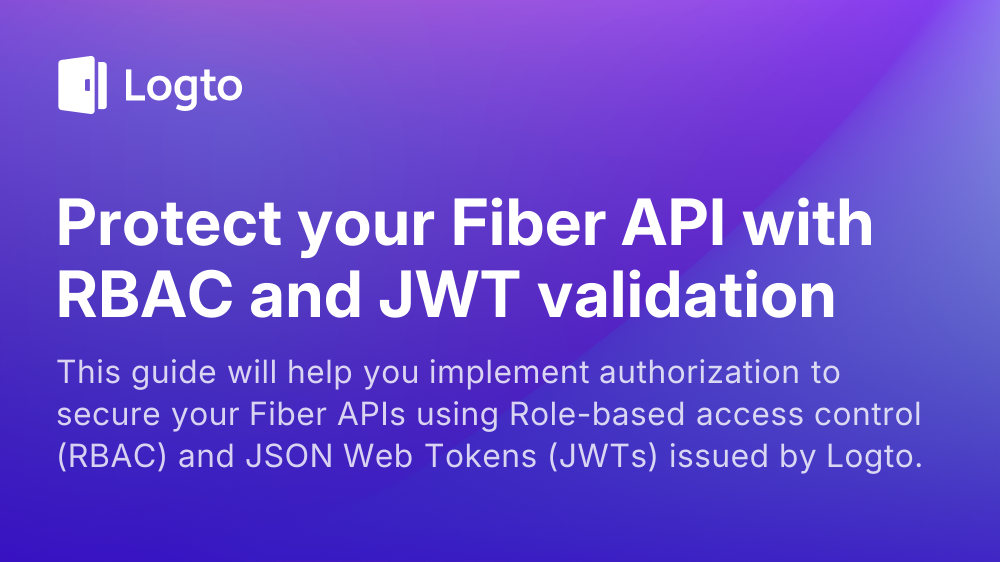 Logto
Protect your Fiber API with
RBAC and JWT validation
This guide will help you implement authorization to
secure your Fiber APIs using Role-based access control
(RBAC) and JSON Web Tokens (JWTs) issued by Logto.